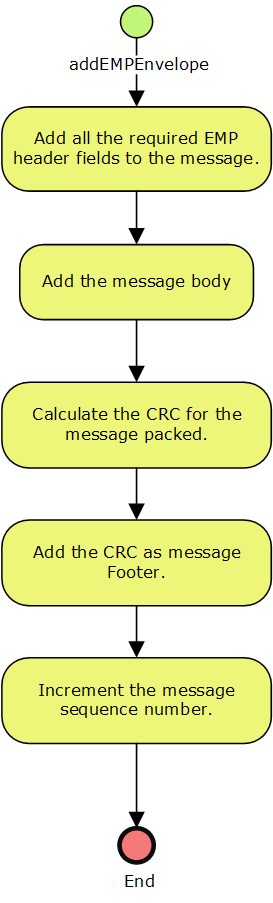 addEMPEnvelope
Add all the required EMP
header fields to the message.
Add the message body
Calculate the CRC for the
message packed.
Add the CRC as message
Footer.
Increment the message
sequence number.
End